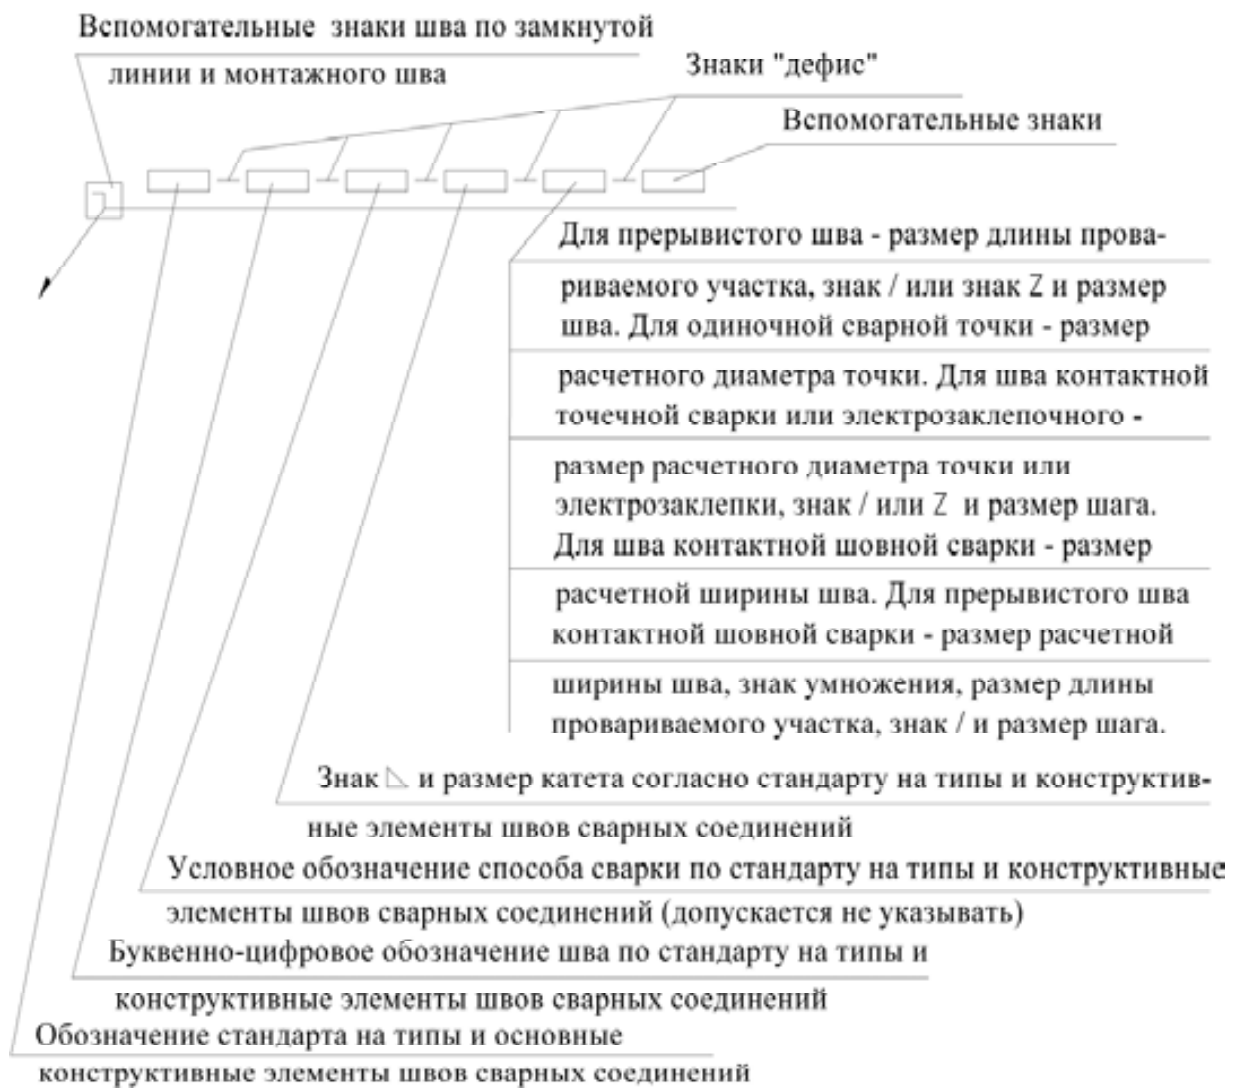 Вспомогательные знаки шва по замкнутой
линии и монтажного шва
Знаки "дефис"
Вспомогательные знаки
Для прерывистого шва - размер длины прова-
риваемого участка, знак / или знак Z и размер
шва. Для одиночной сварной точки - размер
расчетного диаметра точки. Для шва контактной
точечной сварки или электрозаклепочного -
размер расчетного диаметра точки или
электрозаклепки, знак / или Z и размер шага.
Для шва контактной шовной сварки - размер
расчетной ширины шва. Для прерывистого шва
контактной шовной сварки - размер расчетной
ширины шва, знак умножения, размер длины
провариваемого участка, знак / и размер шага.
Знак ⊿ и размер катета согласно стандарту на типы и конструктив-
ные элементы швов сварных соединений
Условное обозначение способа сварки по стандарту на типы и конструктивные
элементы швов сварных соединений (допускается не указывать)
Буквенно-цифровое обозначение шва по стандарту на типы и
конструктивные элементы швов сварных соединений
Обозначение стандарта на типы и основные
конструктивные элементы швов сварных соединений